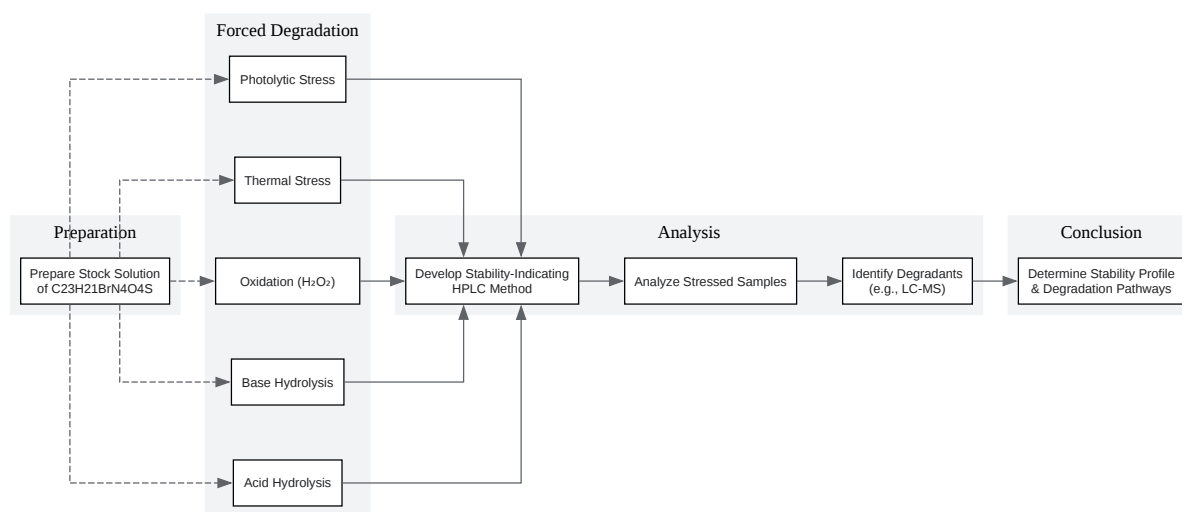 Forced Degradation
Photolytic Stress
Thermal Stress
Preparation
Prepare Stock Solution
of C23H21BrN4O4S
Oxidation (H₂O₂)
Base Hydrolysis
Acid Hydrolysis
Analysis
Develop Stability-Indicating
HPLC Method
Analyze Stressed Samples
Identify Degradants
(e.g., LC-MS)
Conclusion
Determine Stability Profile
& Degradation Pathways